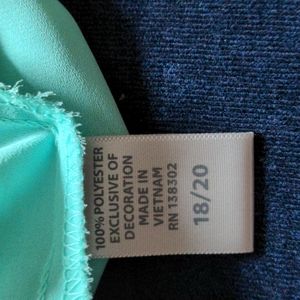 100% POLYESTER
EXCLUSIVE OF
DECORATION
MADE IN
VIETNAM
RN 138302
18/20